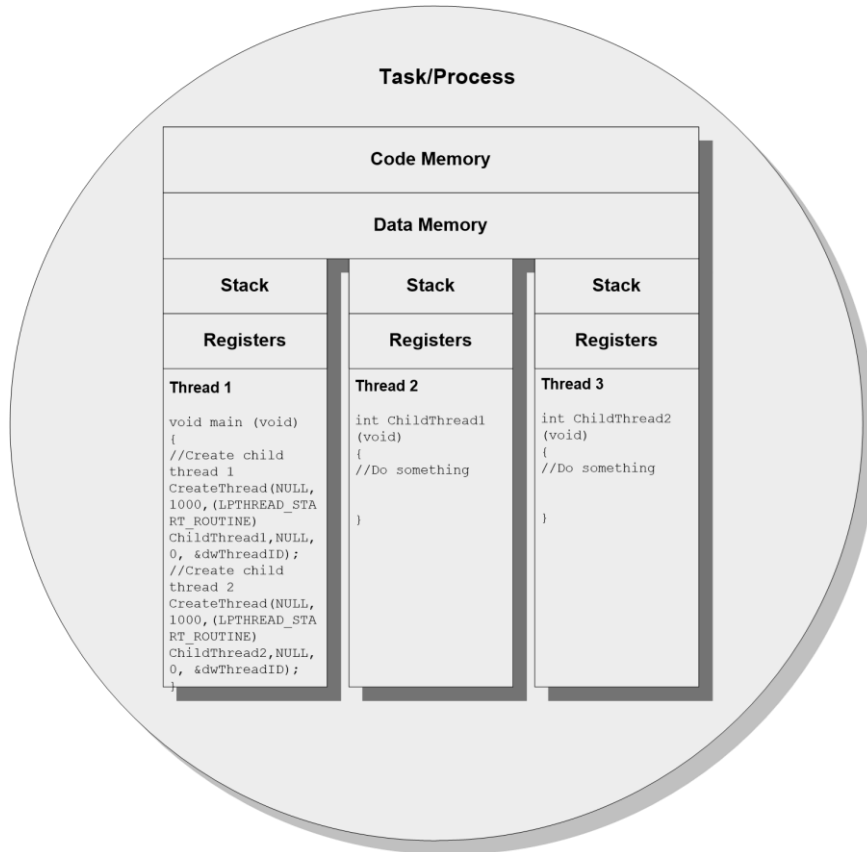 Task/Process
Code Memory
Data Memory
Stack
Registers
Thread 1
void main (void)
{
//Create child
thread 1
CreateThread(NULL,
1000,(LPTHREAD_STA
RT_ROUTINE)
ChildThread1,NULL,
0, &dwThreadID);
//Create child
thread 2
CreateThread(NULL,
1000,(LPTHREAD_STA
RT_ROUTINE)
ChildThread2,NULL,
0, &dwThreadID);
}
Stack
Registers
Thread 2
int ChildThread1
(void)
{
//Do something
}
Stack
Registers
Thread 3
int ChildThread2
(void)
{
//Do something
}